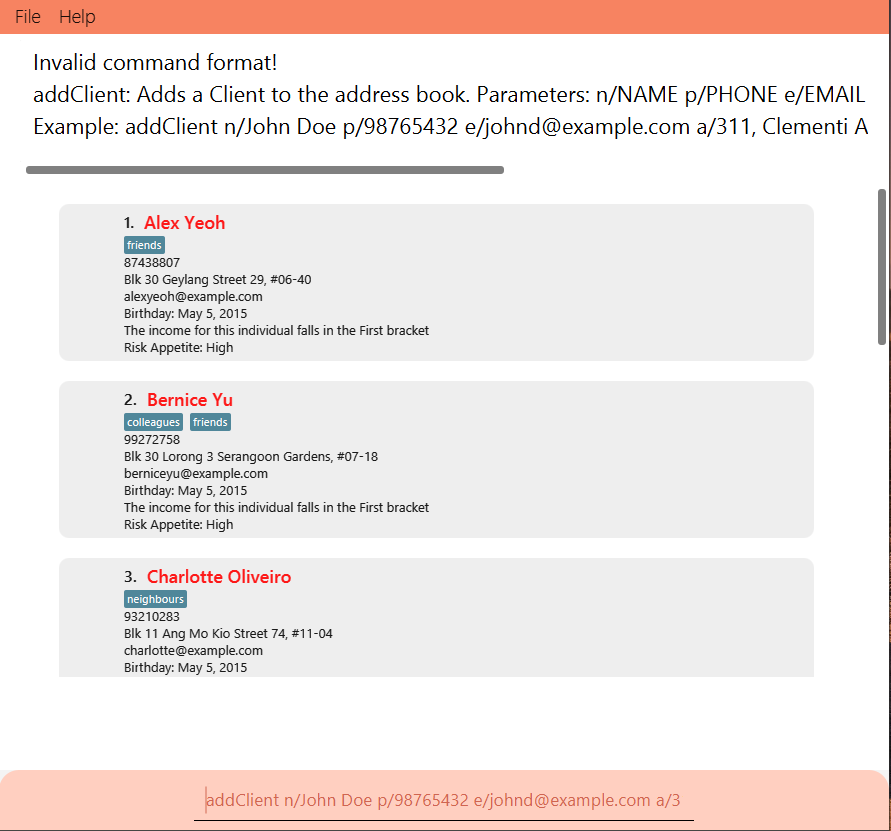 File Help
Invalid command format!
addClient: Adds a Client to the address book. Parameters: n/NAME p/PHONE e/EMAIL
Example: addClient n/John Doe p/98765432 e/johnd@example.com a/311, Clementi A
1. Alex Yeoh
friends
87438807
Blk 30 Geylang Street 29, #06-40
alexyeoh@example.com
Birthday: May 5, 2015
The income for this individual falls in the First bracket
Risk Appetite: High
2. Bernice Yu
colleagues friends
99272758
Blk 30 Lorong 3 Serangoon Gardens, #07-18
berniceyu@example.com
Birthday: May 5, 2015
The income for this individual falls in the First bracket
Risk Appetite: High
3. Charlotte Oliveiro
neighbours
93210283
Blk 11 Ang Mo Kio Street 74, #11-04
charlotte@example.com
Birthday: May 5, 2015
addClient n/John Doe p/98765432 e/johnd@example.com a/3